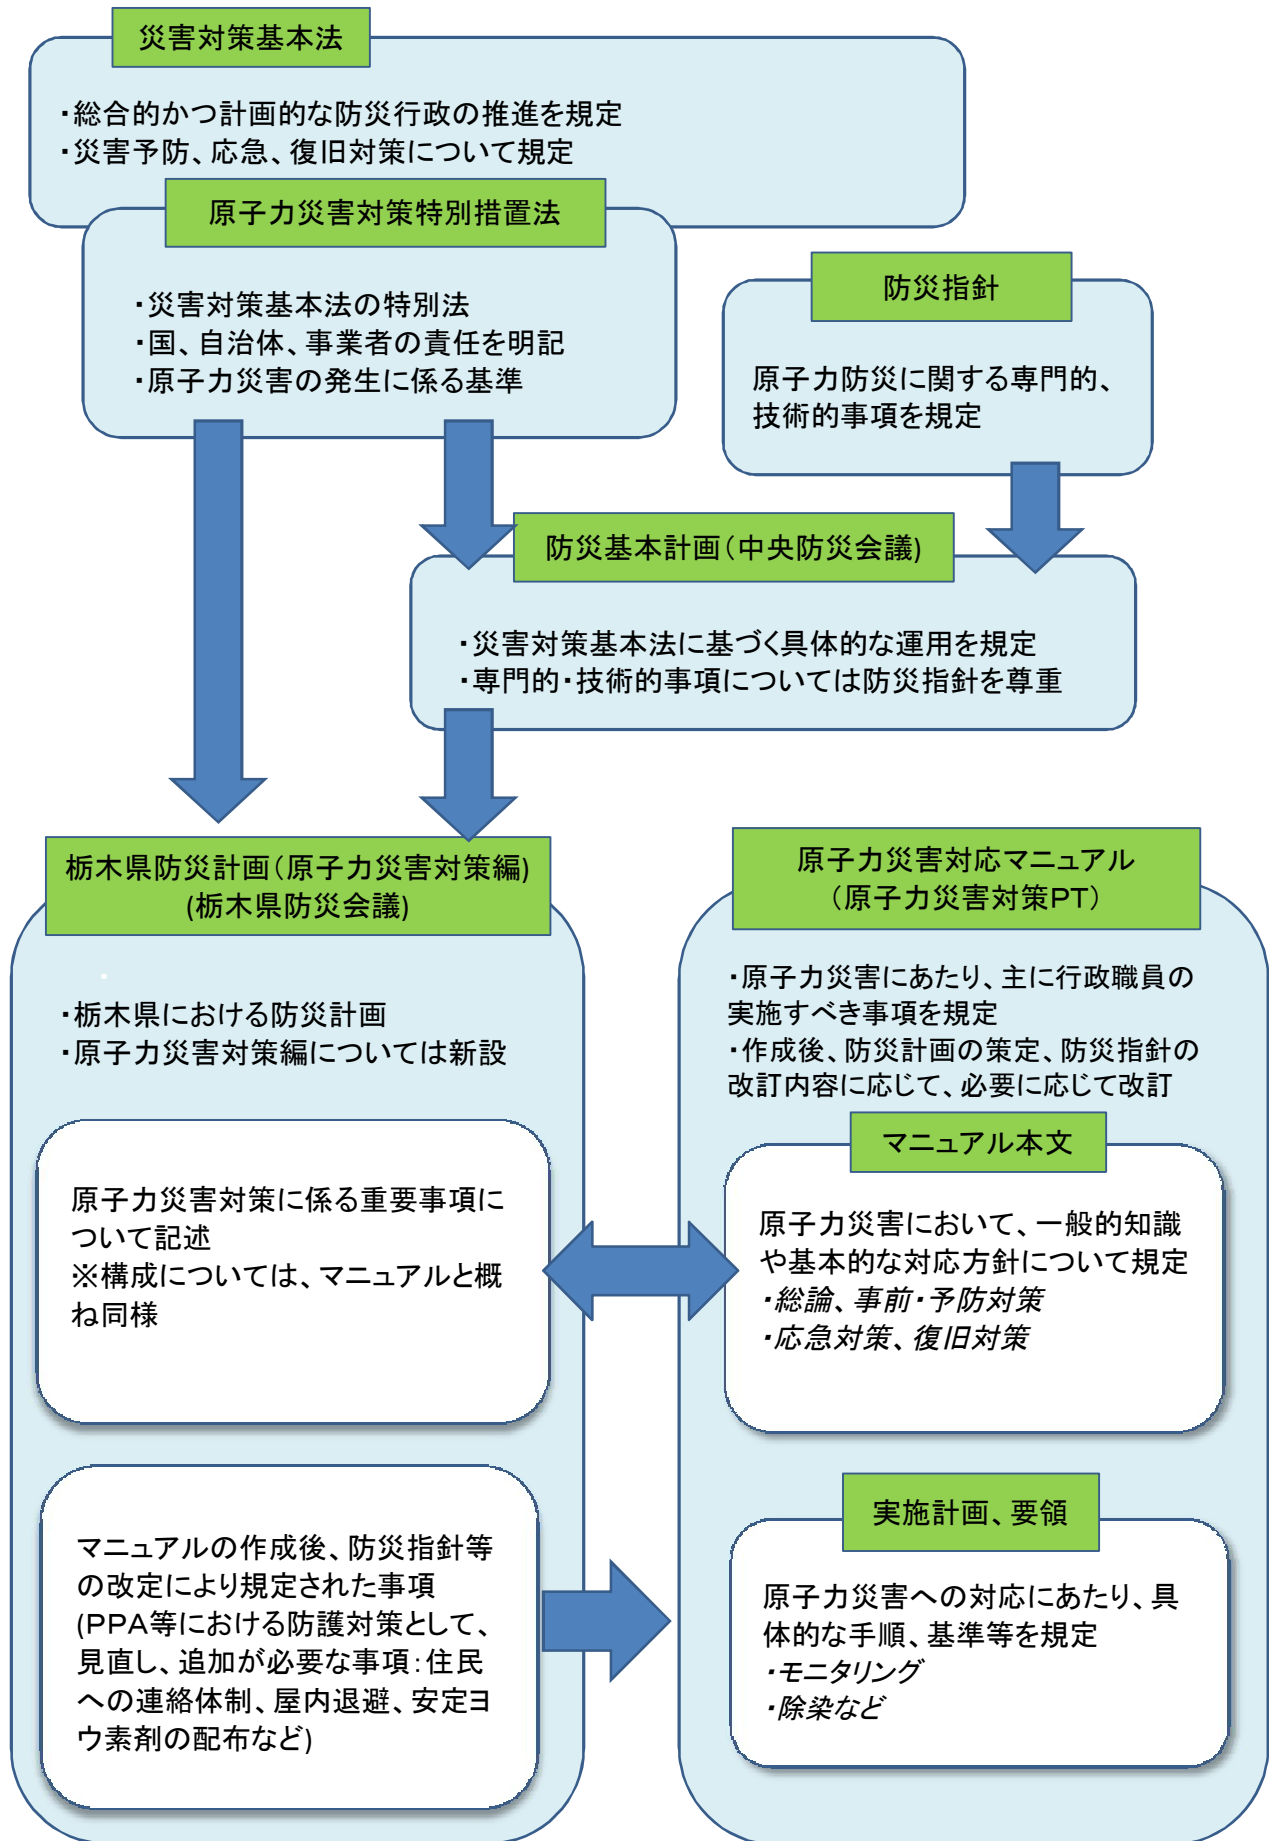 災害対策基本法
・総合的かつ計画的な防災行政の推進を規定
・災害予防、応急、復旧対策について規定
原子力災害対策特別措置法
・災害対策基本法の特別法
・国、自治体、事業者の責任を明記
・原子力災害の発生に係る基準
防災指針
原子力防災に関する専門的、
技術的事項を規定
防災基本計画(中央防災会議)
・災害対策基本法に基づく具体的な運用を規定
・専門的・技術的事項については防災指針を尊重
栃木県防災計画(原子力災害対策編)
(栃木県防災会議)
・栃木県における防災計画
・原子力災害対策編については新設
原子力災害対策に係る重要事項に
ついて記述
※構成については、マニュアルと概
ね同様
マニュアルの作成後、防災指針等
の改定により規定された事項
(PPA等における防護対策として、
見直し、追加が必要な事項:住民
への連絡体制、屋内退避、安定ヨ
ウ素剤の配布など)
原子力災害対応マニュアル
(原子力災害対策PT)
・原子力災害にあたり、主に行政職員の
実施すべき事項を規定
・作成後、防災計画の策定、防災指針の
改訂内容に応じて、必要に応じて改訂
マニュアル本文
原子力災害において、一般的知識
や基本的な対応方針について規定
・総論、事前・予防対策
・応急対策、復旧対策
実施計画、要領
原子力災害への対応にあたり、具
体的な手順、基準等を規定
・モニタリング
・除染など